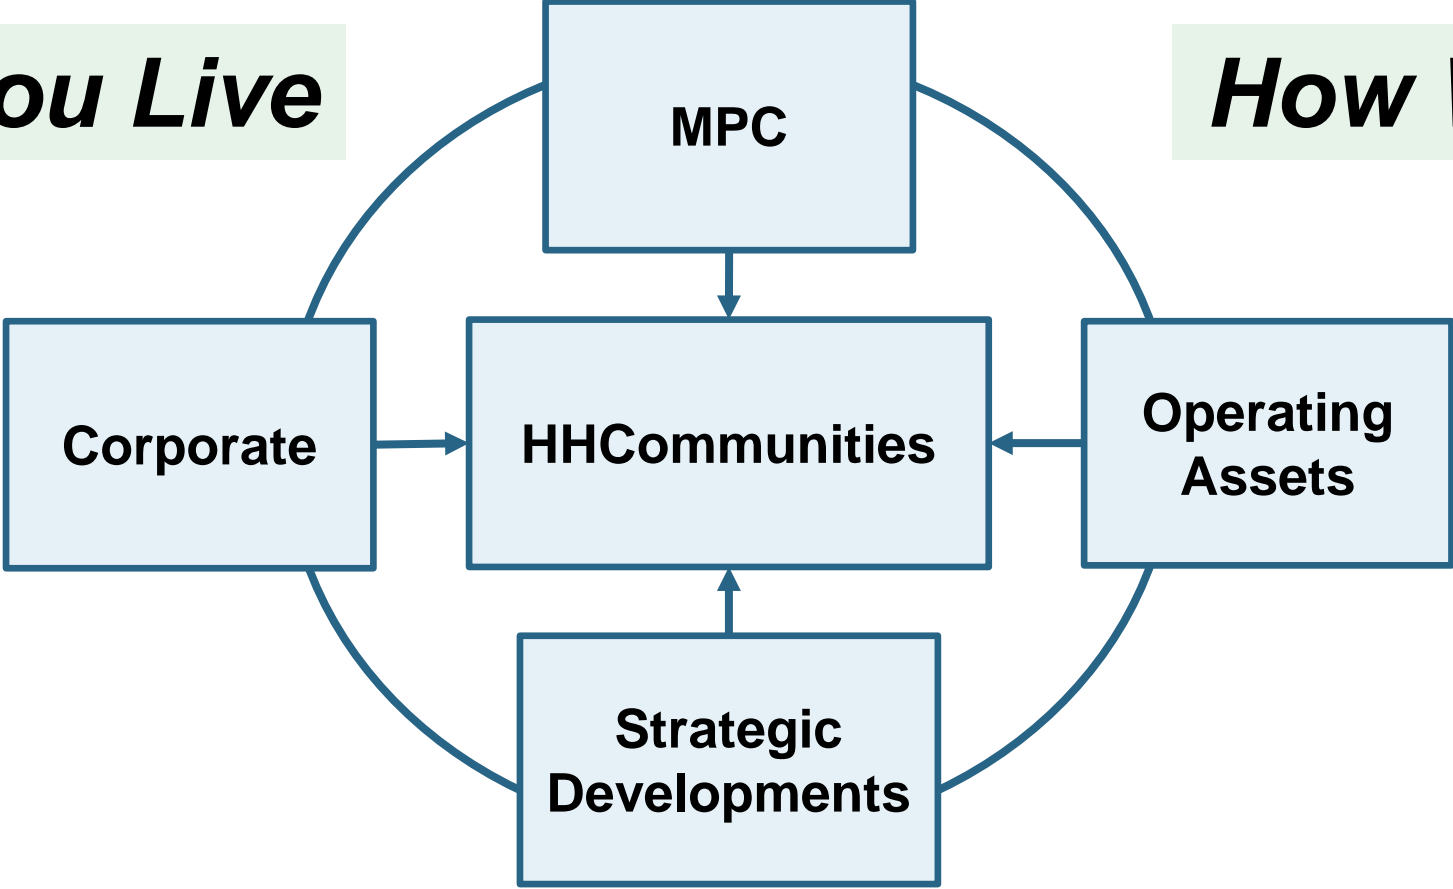 ou Live
How
MPC
Corporate
HHCommunities
Operating
Assets
Strategic
Developments